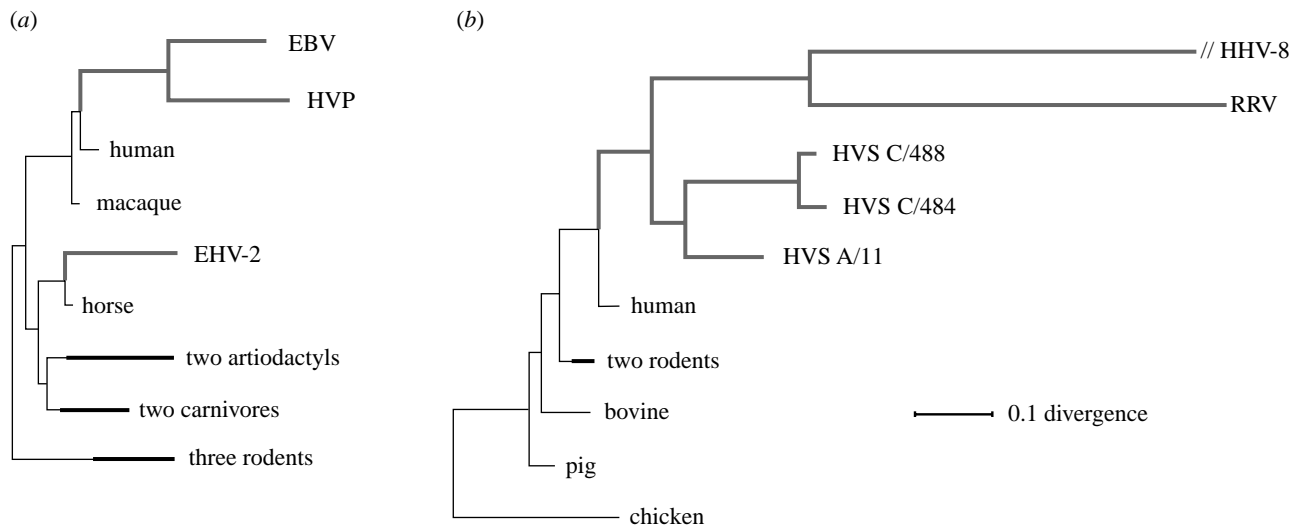 (a)
EBV
HVP
human
macaque
EHV-2
horse
two artiodactyls
two carnivores
three rodents
(b)
// HHV-8
RRV
HVS C/488
HVS C/484
HVS A/11
human
two rodents
bovine
pig
chicken
0.1 divergence